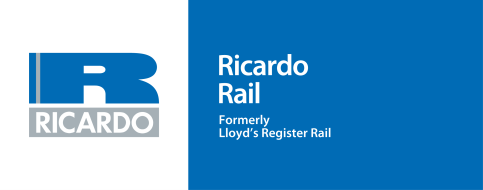 R
RICARDO
Ricardo
Rail
Formerly
Lloyd's Register Rail